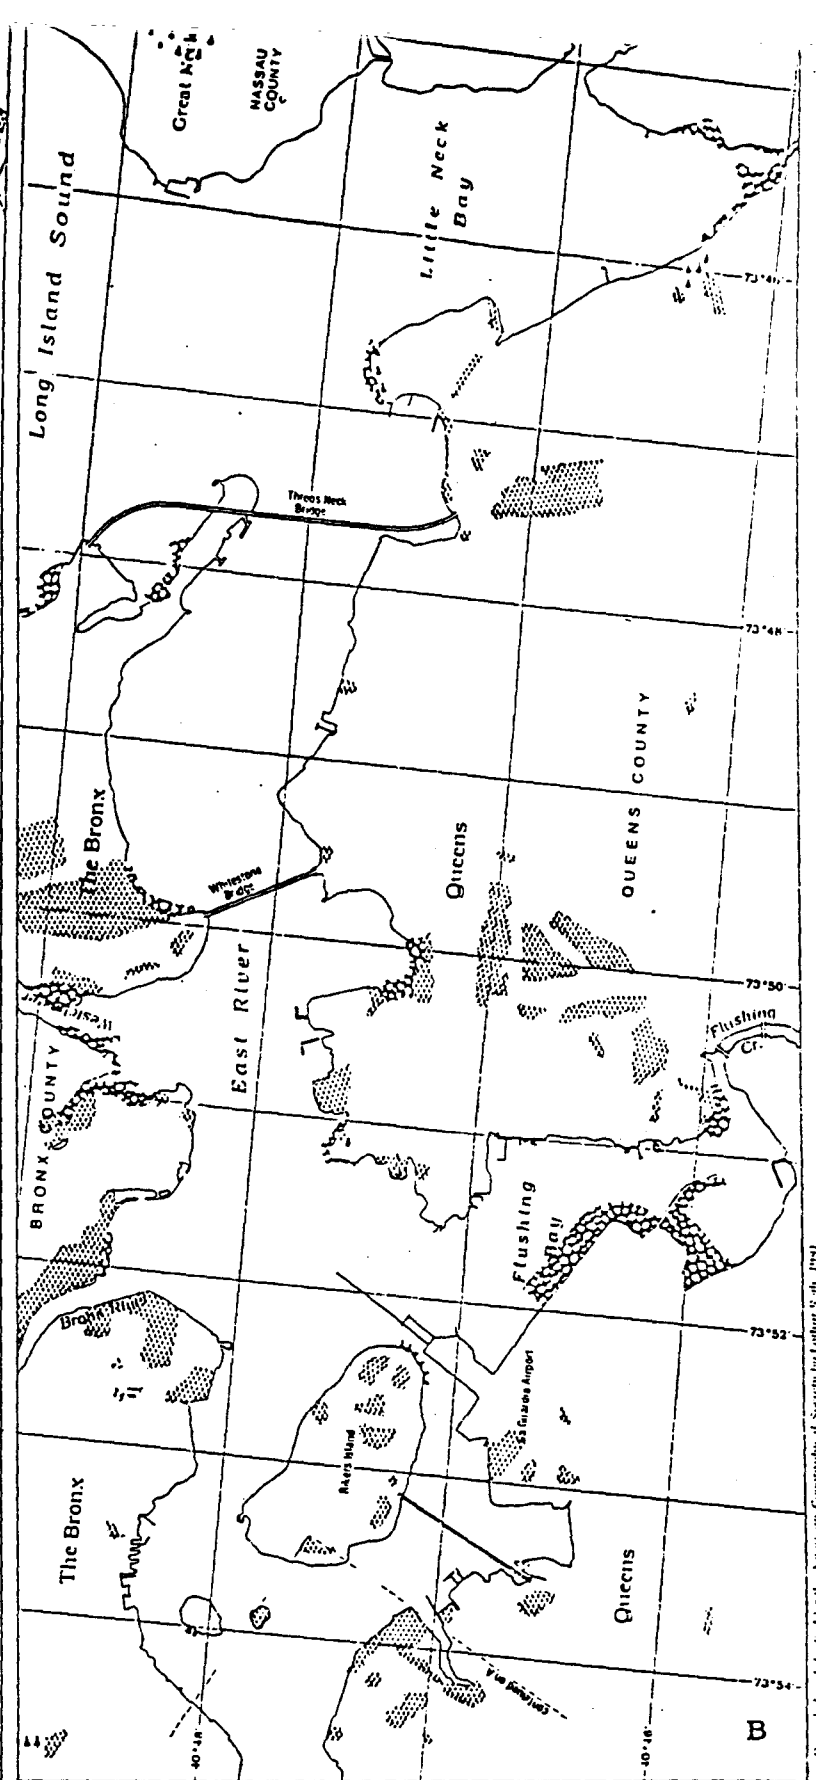 Great Neck
NASSAU
COUNTY
Long Island Sound
Little Neck
Bay
73°46'
Throgs Neck
Bridge
73°48'
QUEENS COUNTY
The Bronx
Queens
Whitestone
Bridge
East River
73°50'
Flushing
Cr.
BRONX COUNTY
Flushing
Bay
Bronx River
73°52'
La Guardia Airport
Rikers Island
The Bronx
Queens
73°54'
40°48'
40°46'
B